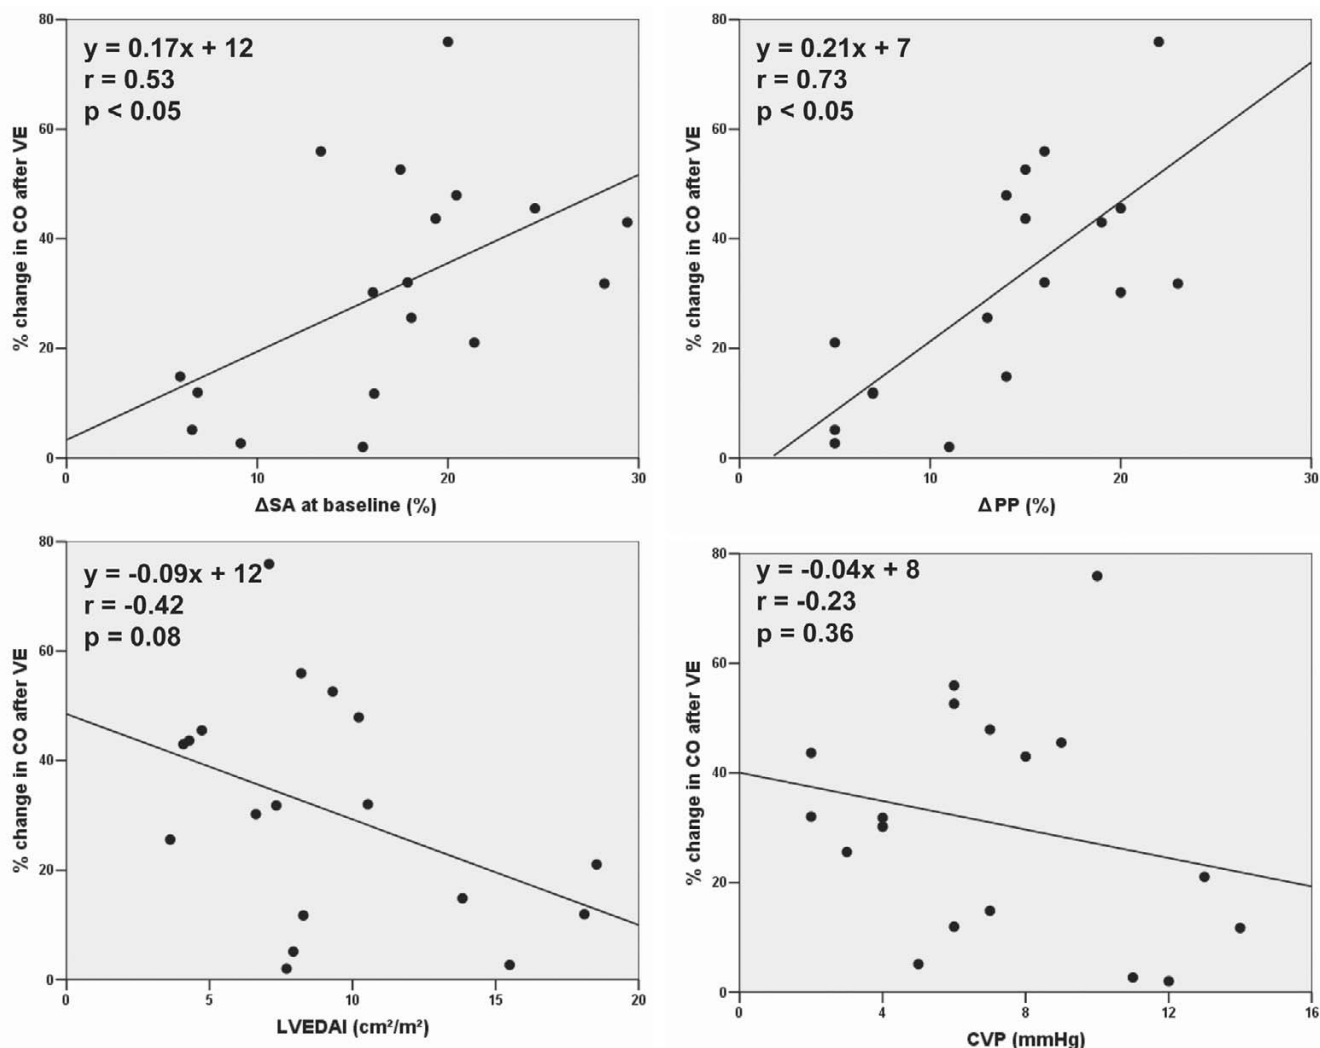 y = 0.17x + 12
r = 0.53
p < 0.05
% change in CO after VE
80
60
40
20
0
0 10 20 30
ΔSA at baseline (%)
y = 0.21x + 7
r = 0.73
p < 0.05
% change in CO after VE
80
60
40
20
0
0 10 20 30
ΔPP (%)
y = -0.09x + 12
r = -0.42
p = 0.08
% change in CO after VE
80
60
40
20
0
0 5 10 15 20
LVEDAI (cm²/m²)
y = -0.04x + 8
r = -0.23
p = 0.36
% change in CO after VE
80
60
40
20
0
0 4 8 12 16
CVP (mmHg)